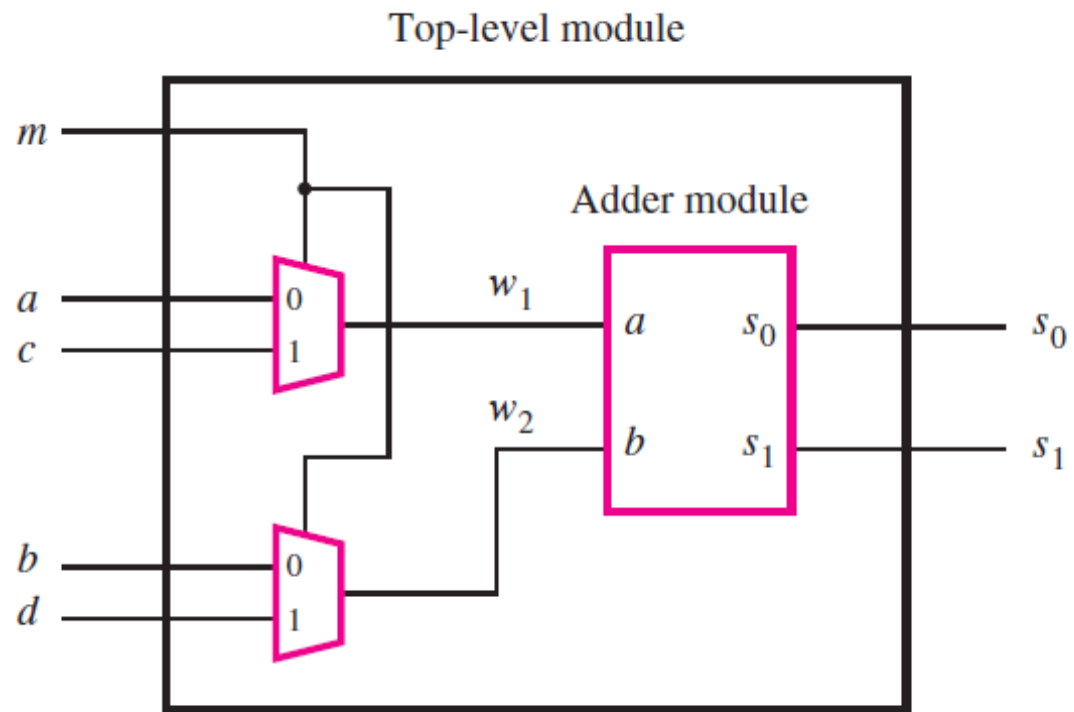 Top-level module
m
Adder module
a 0 w₁ a s₀ s₀
c 1
w₂ b s₁ s₁
b 0
d 1